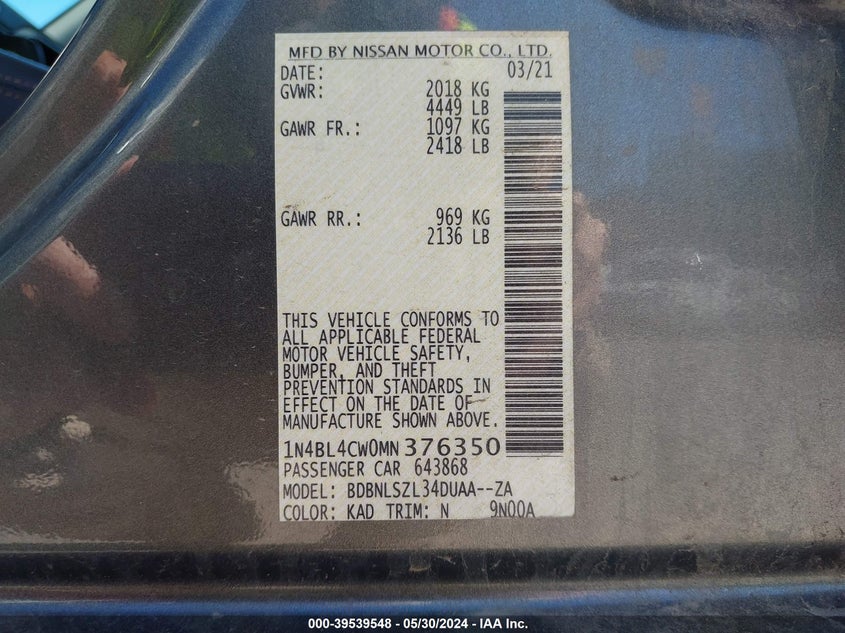 MFD BY NISSAN MOTOR CO., LTD.
DATE: 03/21
GVWR: 2018 KG
4449 LB
GAWR FR.: 1097 KG
2418 LB
GAWR RR.: 969 KG
2136 LB
THIS VEHICLE CONFORMS TO
ALL APPLICABLE FEDERAL
MOTOR VEHICLE SAFETY,
BUMPER, AND THEFT
PREVENTION STANDARDS IN
EFFECT ON THE DATE OF
MANUFACTURE SHOWN ABOVE.
1N4BL4CW0MN376350
PASSENGER CAR 643868
MODEL: BDBNLSZL34DUAA--ZA
COLOR: KAD TRIM: N 9N00A
000-39539548 - 05/30/2024 - IAA Inc.